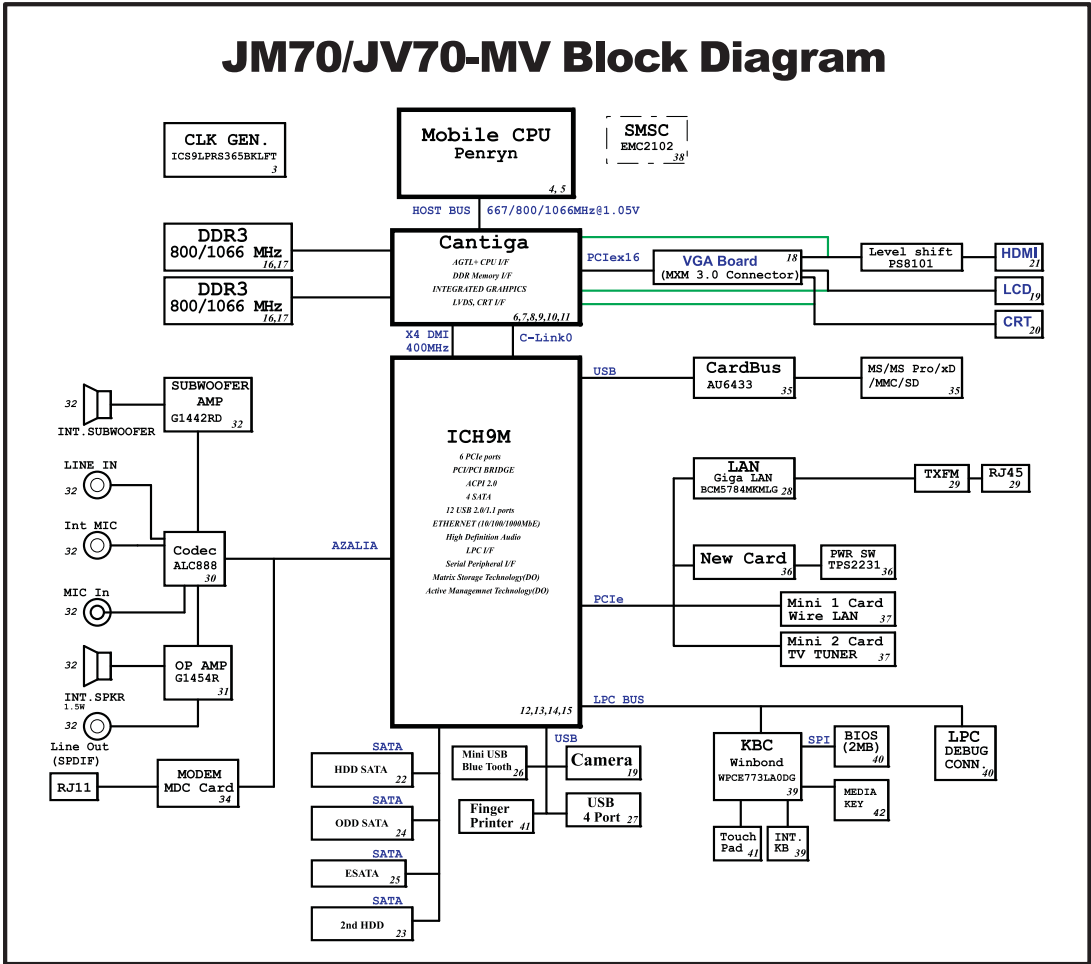 JM70/JV70-MV Block Diagram
CLK GEN.
ICS9LPRS365BKLFT
3
Mobile CPU
Penryn
4, 5
SMSC
EMC2102
38
HOST BUS
667/800/1066MHz@1.05V
DDR3
800/1066 MHz
16,17
DDR3
800/1066 MHz
16,17
Cantiga
AGTL+ CPU I/F
DDR Memory I/F
INTEGRATED GRAHPICS
LVDS, CRT I/F
6,7,8,9,10,11
PCIex16
VGA Board
(MXM 3.0 Connector)
18
Level shift
PS8101
HDMI
21
LCD
19
CRT
20
X4 DMI
400MHz
C-Link0
ICH9M
6 PCIe ports
PCI/PCI BRIDGE
ACPI 2.0
4 SATA
12 USB 2.0/1.1 ports
ETHERNET (10/100/1000MbE)
High Definition Audio
LPC I/F
Serial Peripheral I/F
Matrix Storage Technology(DO)
Active Managemnet Technology(DO)
12,13,14,15
USB
CardBus
AU6433
35
MS/MS Pro/xD
/MMC/SD
35
LAN
Giga LAN
BCM5784MKMLG
28
TXFM
29
RJ45
29
New Card
36
PWR SW
TPS2231
36
PCIe
Mini 1 Card
Wire LAN
37
Mini 2 Card
TV TUNER
37
LPC BUS
KBC
Winbond
WPCE773LA0DG
39
SPI
BIOS
(2MB)
40
MEDIA
KEY
42
LPC
DEBUG
CONN.
40
Touch
Pad
41
INT.
KB
39
SUBWOOFER
AMP
G1442RD
32
32
INT.SUBWOOFER
LINE IN
32
Int MIC
32
Codec
ALC888
30
AZALIA
MIC In
32
OP AMP
G1454R
31
32
INT.SPKR
1.5W
32
Line Out
(SPDIF)
RJ11
MODEM
MDC Card
34
SATA
HDD SATA
22
SATA
ODD SATA
24
SATA
ESATA
25
SATA
2nd HDD
23
USB
Mini USB
Blue Tooth
26
Camera
19
Finger
Printer
41
USB
4 Port
27